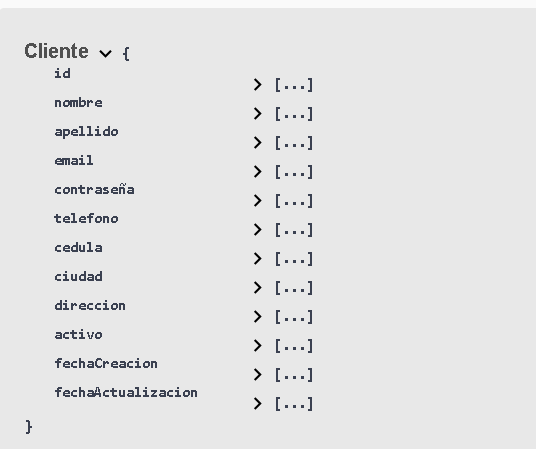 Cliente {
id [...]
nombre [...]
apellido [...]
email [...]
contraseña [...]
telefono [...]
cedula [...]
ciudad [...]
direccion [...]
activo [...]
fechaCreacion [...]
fechaActualizacion [...]
}